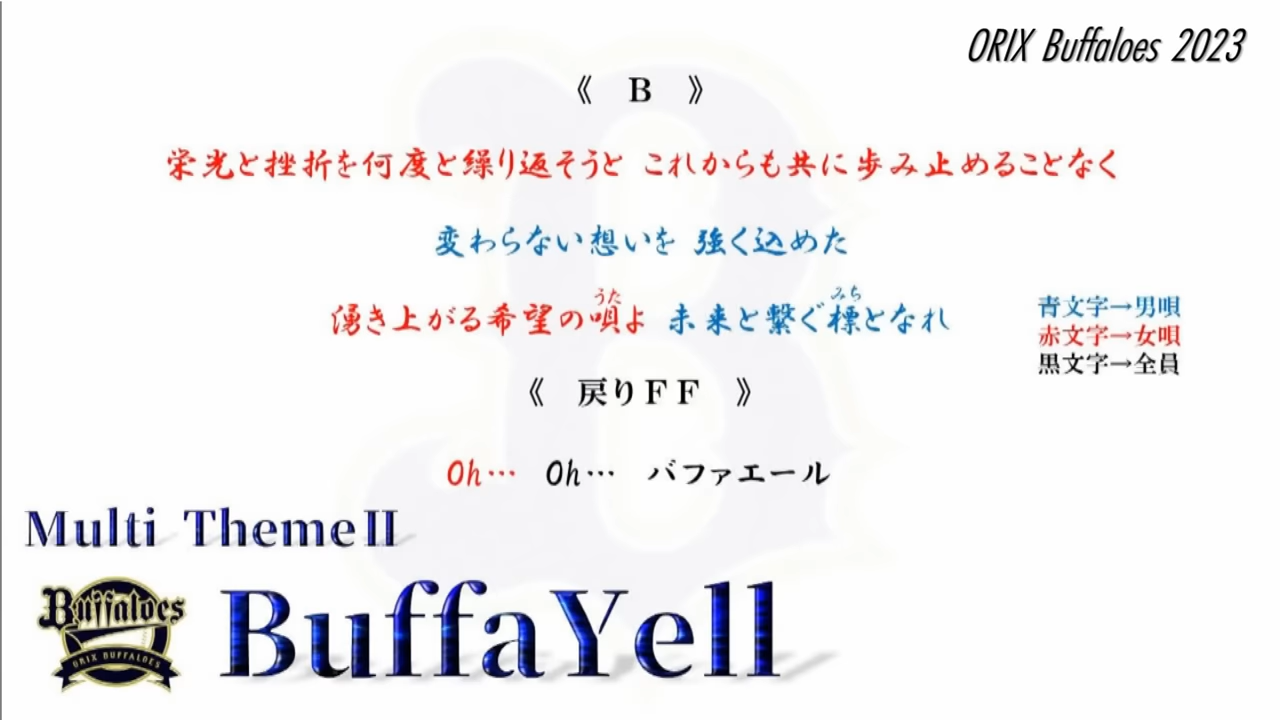 ORIX Buffaloes 2023
《 B 》
栄光と挫折を何度と繰り返そうと これからも共に歩み止めることなく
変わらない想いを 強く込めた
うた みち
湧き上がる希望の唄よ 未来と繋ぐ標となれ
青文字→男唄
赤文字→女唄
黒文字→全員
《 戻りFF 》
Oh… Oh… バファエール
Multi ThemeII
Buffaloes
ORIX BUFFALOES
BuffaYell